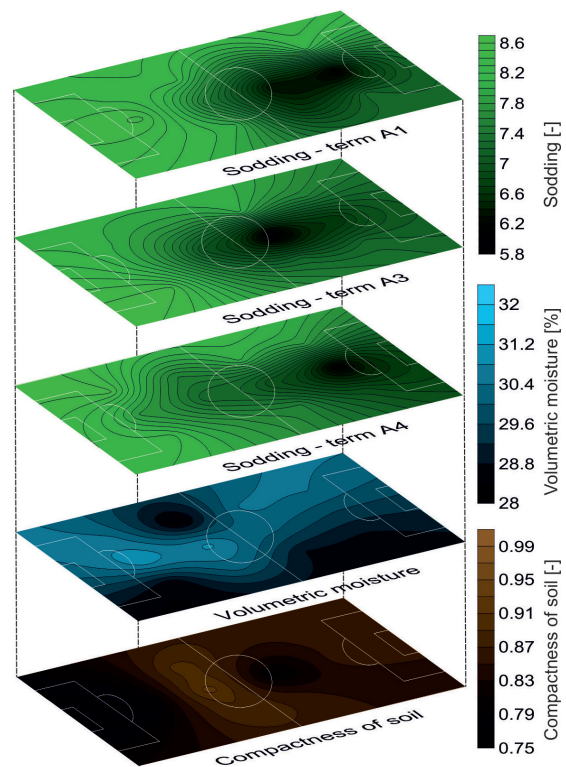 Sodding - term A1
Sodding - term A3
Sodding - term A4
Volumetric moisture
Compactness of soil
8.6
8.2
7.8
7.4
7
6.6
6.2
5.8
Sodding [-]
32
31.2
30.4
29.6
28.8
28
Volumetric moisture [%]
0.99
0.95
0.91
0.87
0.83
0.79
0.75
Compactness of soil [-]